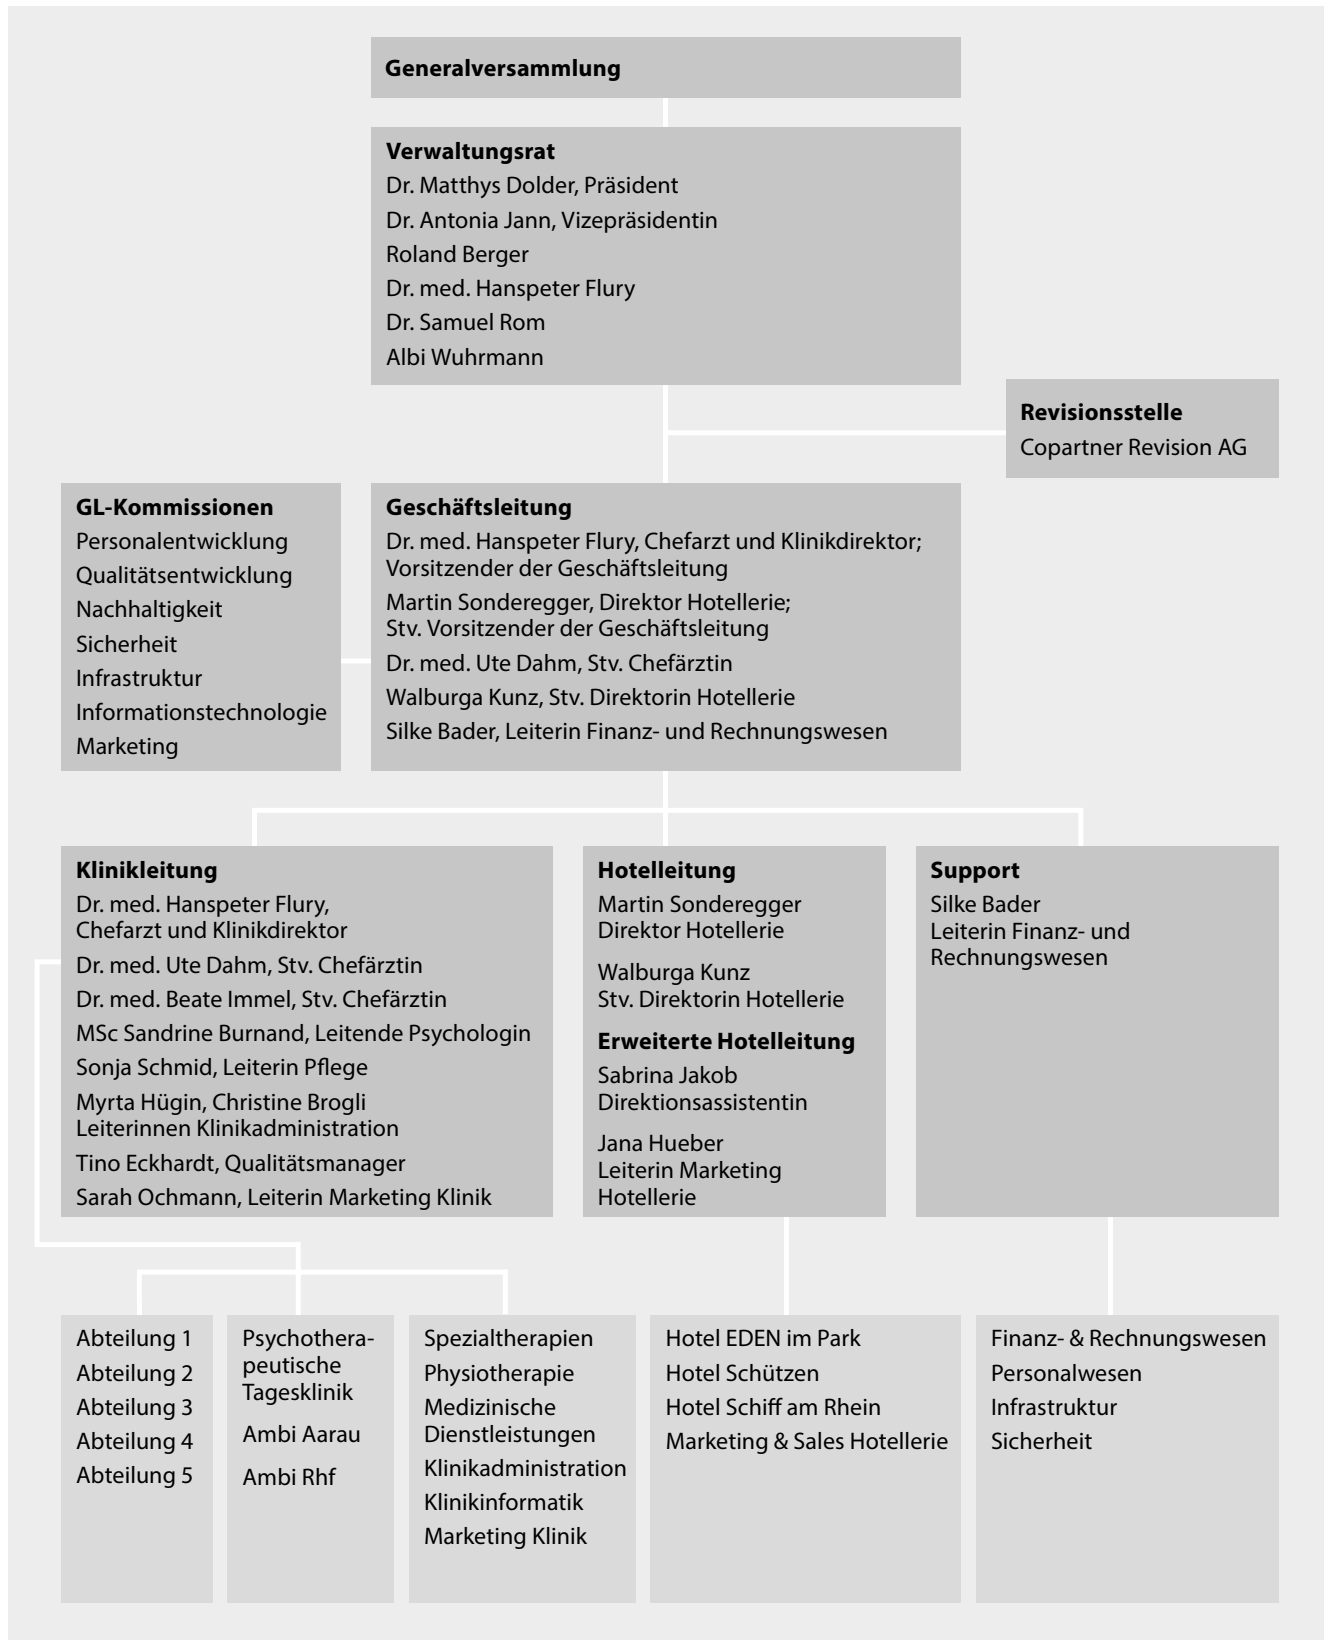 Generalversammlung
Verwaltungsrat
Dr. Matthys Dolder, Präsident
Dr. Antonia Jann, Vizepräsidentin
Roland Berger
Dr. med. Hanspeter Flury
Dr. Samuel Rom
Albi Wuhrmann
Revisionsstelle
Copartner Revision AG
GL-Kommissionen
Personalentwicklung
Qualitätsentwicklung
Nachhaltigkeit
Sicherheit
Infrastruktur
Informationstechnologie
Marketing
Geschäftsleitung
Dr. med. Hanspeter Flury, Chefarzt und Klinikdirektor;
Vorsitzender der Geschäftsleitung
Martin Sonderegger, Direktor Hotellerie;
Stv. Vorsitzender der Geschäftsleitung
Dr. med. Ute Dahm, Stv. Chefärztin
Walburga Kunz, Stv. Direktorin Hotellerie
Silke Bader, Leiterin Finanz- und Rechnungswesen
Klinikleitung
Dr. med. Hanspeter Flury,
Chefarzt und Klinikdirektor
Dr. med. Ute Dahm, Stv. Chefärztin
Dr. med. Beate Immel, Stv. Chefärztin
MSc Sandrine Burnand, Leitende Psychologin
Sonja Schmid, Leiterin Pflege
Myrta Hügin, Christine Brogli
Leiterinnen Klinikadministration
Tino Eckhardt, Qualitätsmanager
Sarah Ochmann, Leiterin Marketing Klinik
Hotelleitung
Martin Sonderegger
Direktor Hotellerie
Walburga Kunz
Stv. Direktorin Hotellerie
Erweiterte Hotelleitung
Sabrina Jakob
Direktionsassistentin
Jana Hueber
Leiterin Marketing
Hotellerie
Support
Silke Bader
Leiterin Finanz- und
Rechnungswesen
Abteilung 1
Abteilung 2
Abteilung 3
Abteilung 4
Abteilung 5
Psychothera-
peutische
Tagesklinik
Ambi Aarau
Ambi Rhf
Spezialtherapien
Physiotherapie
Medizinische
Dienstleistungen
Klinikadministration
Klinikinformatik
Marketing Klinik
Hotel EDEN im Park
Hotel Schützen
Hotel Schiff am Rhein
Marketing & Sales Hotellerie
Finanz- & Rechnungswesen
Personalwesen
Infrastruktur
Sicherheit